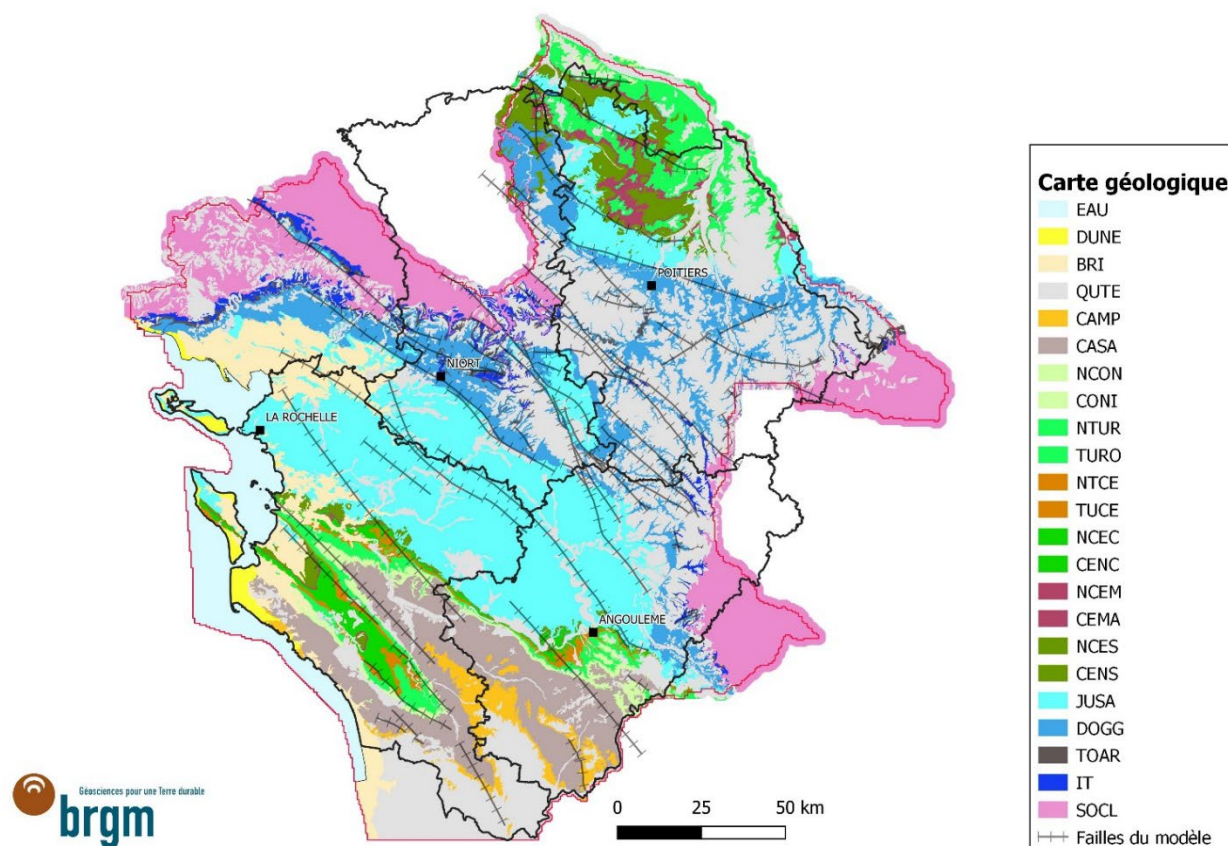 POITIERS
NIORT
LA ROCHELLE
ANGOULEME
Géosciences pour une Terre durable
brgm
0 25 50 km
Carte géologique
EAU
DUNE
BRI
QUTE
CAMP
CASA
NCON
CONI
NTUR
TURO
NTCE
TUCE
NCEC
CENC
NCEM
CEMA
NCES
CENS
JUSA
DOGG
TOAR
IT
SOCL
Failles du modèle